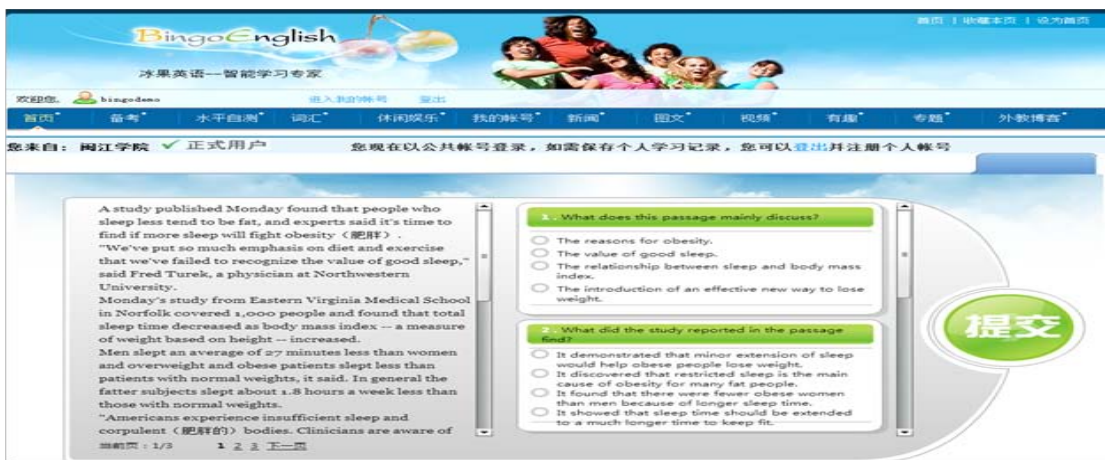 首页 | 收藏本页 | 设为首页
BingoEnglish
冰果英语--智能学习专家
欢迎您, bingodemo 进入我的帐号 登出
首页 备考 水平自测 词汇 休闲娱乐 我的帐号 新闻 图文 视频 有趣 专题 外教博客
您来自: 闽江学院 正式用户 您现在以公共帐号登录,如需保存个人学习记录,您可以登出并注册个人帐号
A study published Monday found that people who
sleep less tend to be fat, and experts said it's time to
find if more sleep will fight obesity (肥胖) .
"We've put so much emphasis on diet and exercise
that we've failed to recognize the value of good sleep,"
said Fred Turek, a physician at Northwestern
University.
Monday's study from Eastern Virginia Medical School
in Norfolk covered 1,000 people and found that total
sleep time decreased as body mass index -- a measure
of weight based on height -- increased.
Men slept an average of 27 minutes less than women
and overweight and obese patients slept less than
patients with normal weights, it said. In general the
fatter subjects slept about 1.8 hours a week less than
those with normal weights.
"Americans experience insufficient sleep and
corpulent (肥胖的) bodies. Clinicians are aware of
当前页:1/3 1 2 3 下一页
1 . What does this passage mainly discuss?
The reasons for obesity.
The value of good sleep.
The relationship between sleep and body mass
index.
The introduction of an effective new way to lose
weight.
2 . What did the study reported in the passage
find?
It demonstrated that minor extension of sleep
would help obese people lose weight.
It discovered that restricted sleep is the main
cause of obesity for many fat people.
It found that there were fewer obese women
than men because of longer sleep time.
It showed that sleep time should be extended
to a much longer time to keep fit.
提交